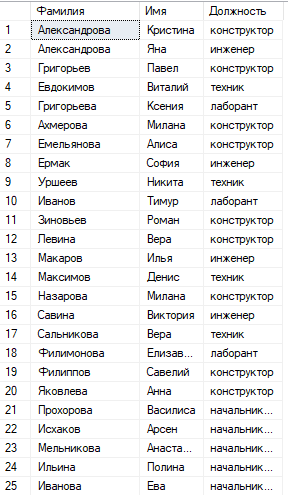 Фамилия Имя Должность
1 Александрова Кристина конструктор
2 Александрова Яна инженер
3 Григорьев Павел конструктор
4 Евдокимов Виталий техник
5 Григорьева Ксения лаборант
6 Ахмерова Милана конструктор
7 Емельянова Алиса конструктор
8 Ермак София инженер
9 Уршеев Никита техник
10 Иванов Тимур лаборант
11 Зиновьев Роман конструктор
12 Левина Вера конструктор
13 Макаров Илья инженер
14 Максимов Денис техник
15 Назарова Милана конструктор
16 Савина Виктория инженер
17 Сальникова Вера техник
18 Филимонова Елизав... лаборант
19 Филиппов Савелий конструктор
20 Яковлева Анна конструктор
21 Прохорова Василиса начальник...
22 Исхаков Арсен начальник...
23 Мельникова Анаста... начальник...
24 Ильина Полина начальник...
25 Иванова Ева начальник...